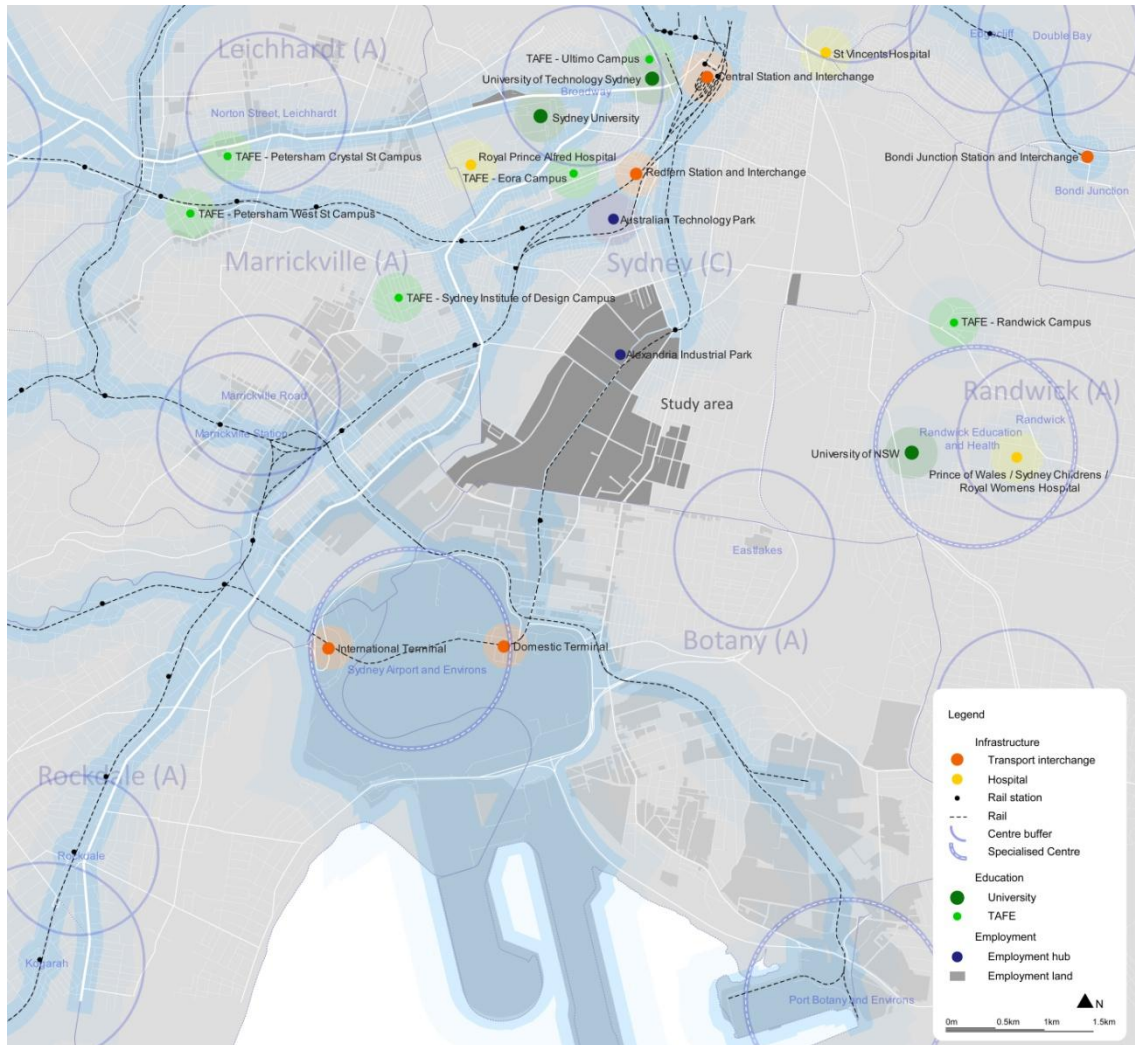 Leichhardt (A)
TAFE - Ultimo Campus
University of Technology Sydney
Broadway
Central Station and Interchange
St Vincents Hospital
Edgecliff
Double Bay
Norton Street, Leichhardt
Sydney University
TAFE - Petersham Crystal St Campus
Royal Prince Alfred Hospital
TAFE - Eora Campus
Redfern Station and Interchange
Bondi Junction Station and Interchange
Bondi Junction
TAFE - Petersham West St Campus
Australian Technology Park
Marrickville (A)
Sydney (C)
TAFE - Sydney Institute of Design Campus
TAFE - Randwick Campus
Alexandria Industrial Park
Marrickville Road
Study area
Randwick (A)
Randwick
Marrickville Station
Randwick Education
and Health
University of NSW
Prince of Wales / Sydney Childrens /
Royal Womens Hospital
Eastlakes
Botany (A)
International Terminal
Domestic Terminal
Sydney Airport and Environs
Rockdale (A)
Rockdale
Kogarah
Port Botany and Environs
Legend
Infrastructure
Transport interchange
Hospital
Rail station
Rail
Centre buffer
Specialised Centre
Education
University
TAFE
Employment
Employment hub
Employment land
N
0m 0.5km 1km 1.5km